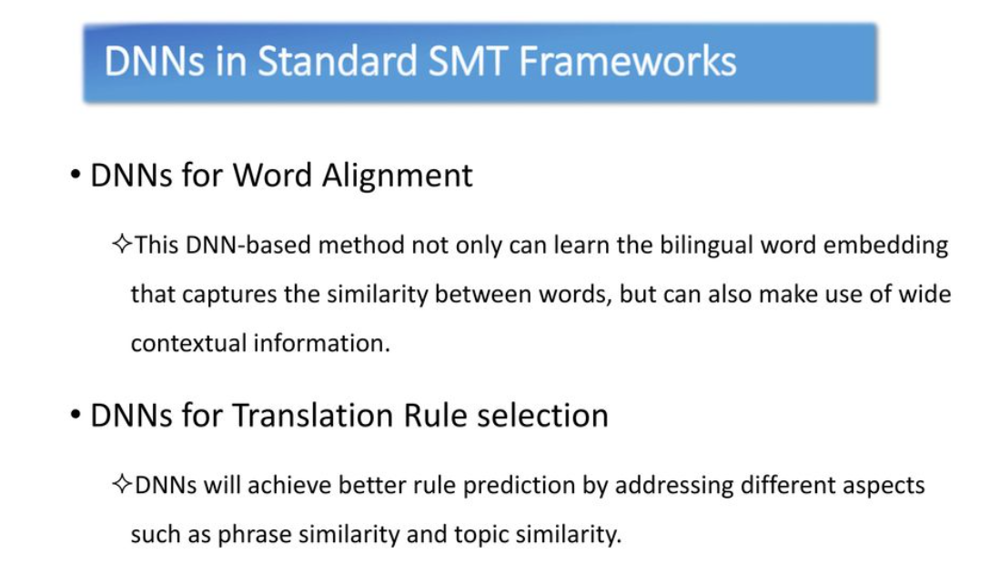 DNNs in Standard SMT Frameworks
• DNNs for Word Alignment
✧This DNN-based method not only can learn the bilingual word embedding
that captures the similarity between words, but can also make use of wide
contextual information.
• DNNs for Translation Rule selection
✧DNNs will achieve better rule prediction by addressing different aspects
such as phrase similarity and topic similarity.